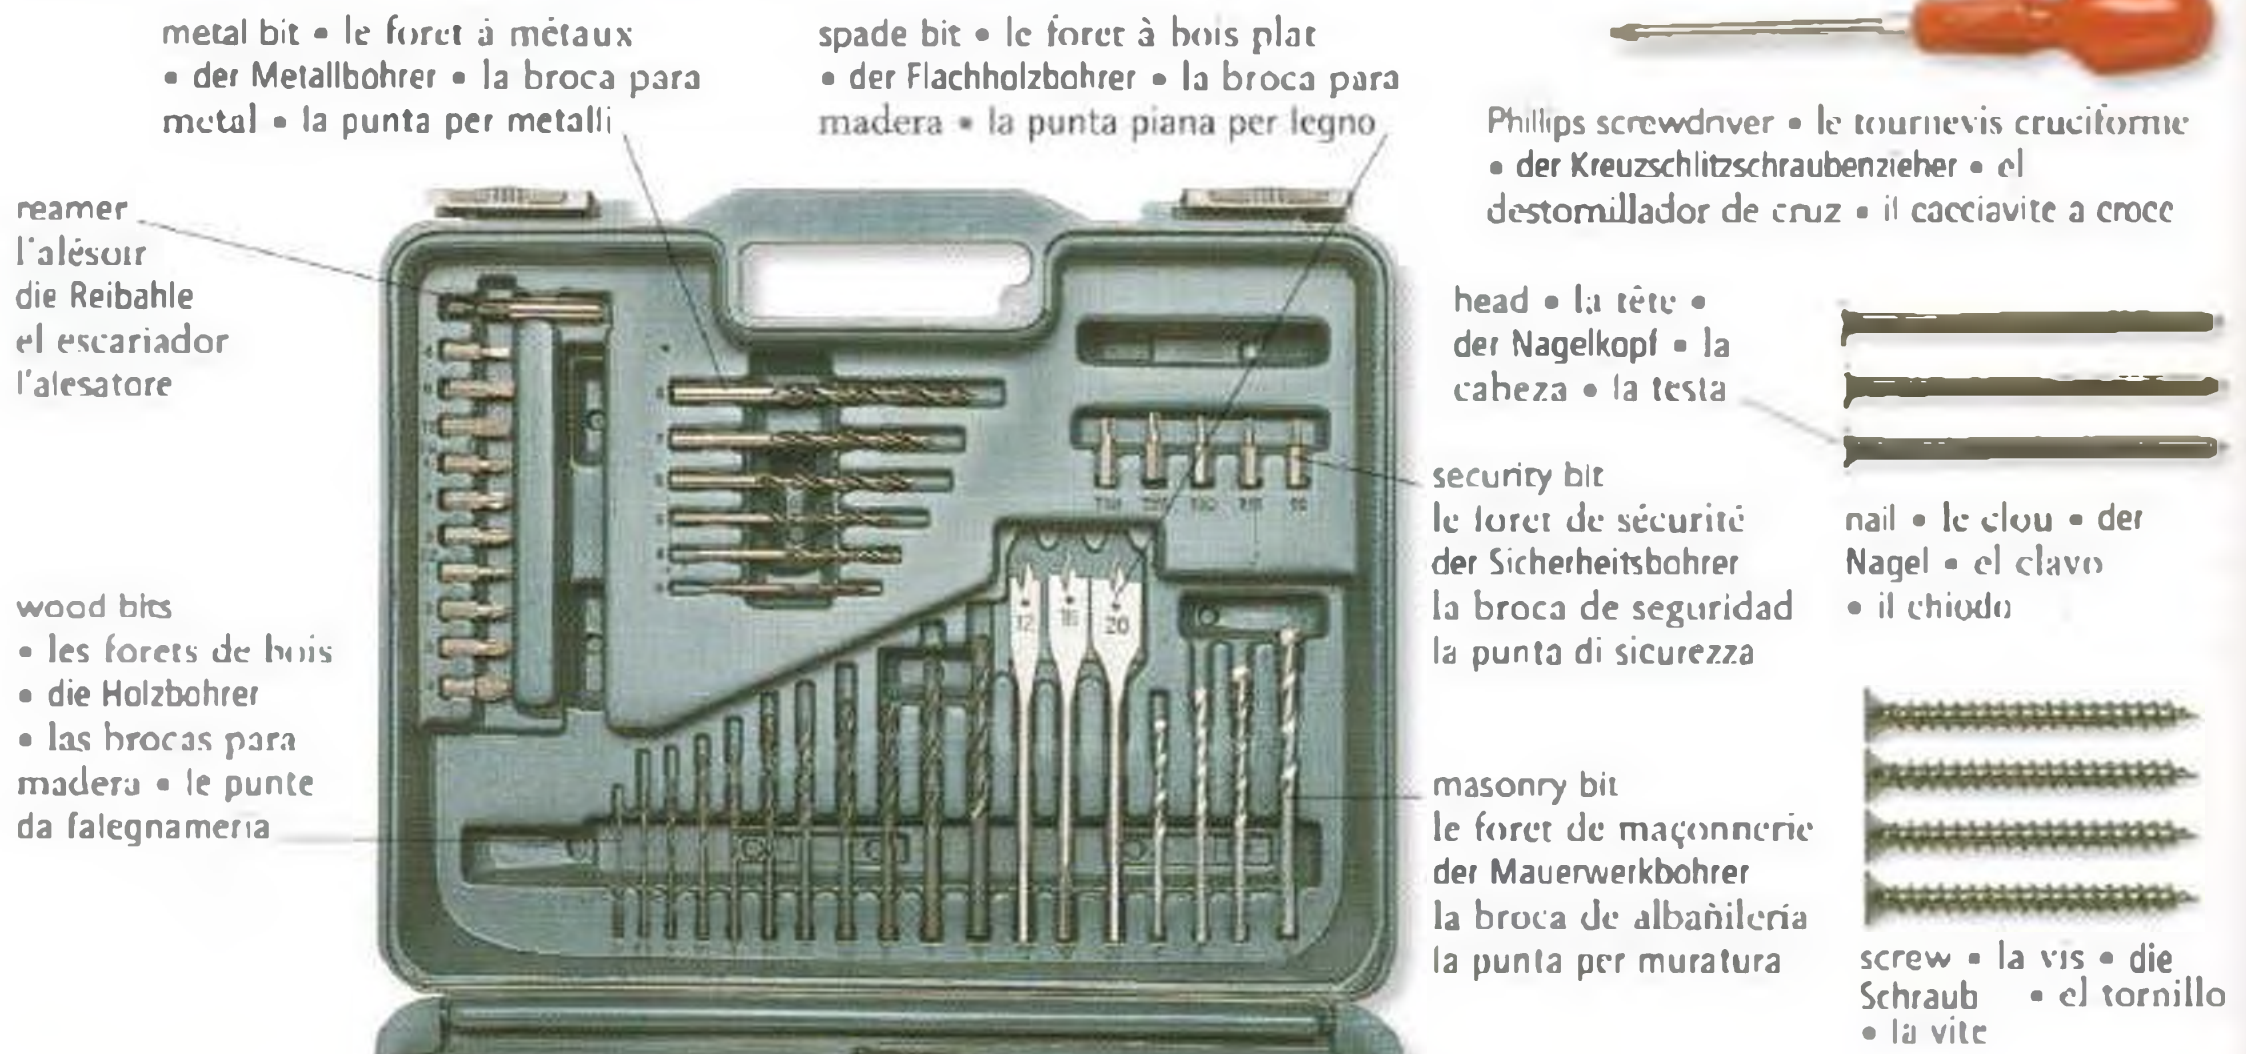 metal bit • le foret à métaux
• der Metallbohrer • la broca para
metal • la punta per metalli
spade bit • le foret à bois plat
• der Flachholzbohrer • la broca para
madera • la punta piana per legno
Phillips screwdriver • le tournevis cruciforme
• der Kreuzschlitzschraubenzieher • el
destornillador de cruz • il cacciavite a croce
reamer
l'alésoir
die Reibahle
el escariador
l'alesatore
head • la tête •
der Nagelkopf • la
cabeza • la testa
security bit
le foret de sécurité
der Sicherheitsbohrer
la broca de seguridad
la punta di sicurezza
nail • le clou • der
Nagel • el clavo
• il chiodo
wood bits
• les forets de bois
• die Holzbohrer
• las brocas para
madera • le punte
da falegnameria
12 16 20
masonry bit
le foret de maçonnerie
der Mauerwerkbohrer
la broca de albañilería
la punta per muratura
screw • la vis • die
Schraub • el tornillo
• la vite